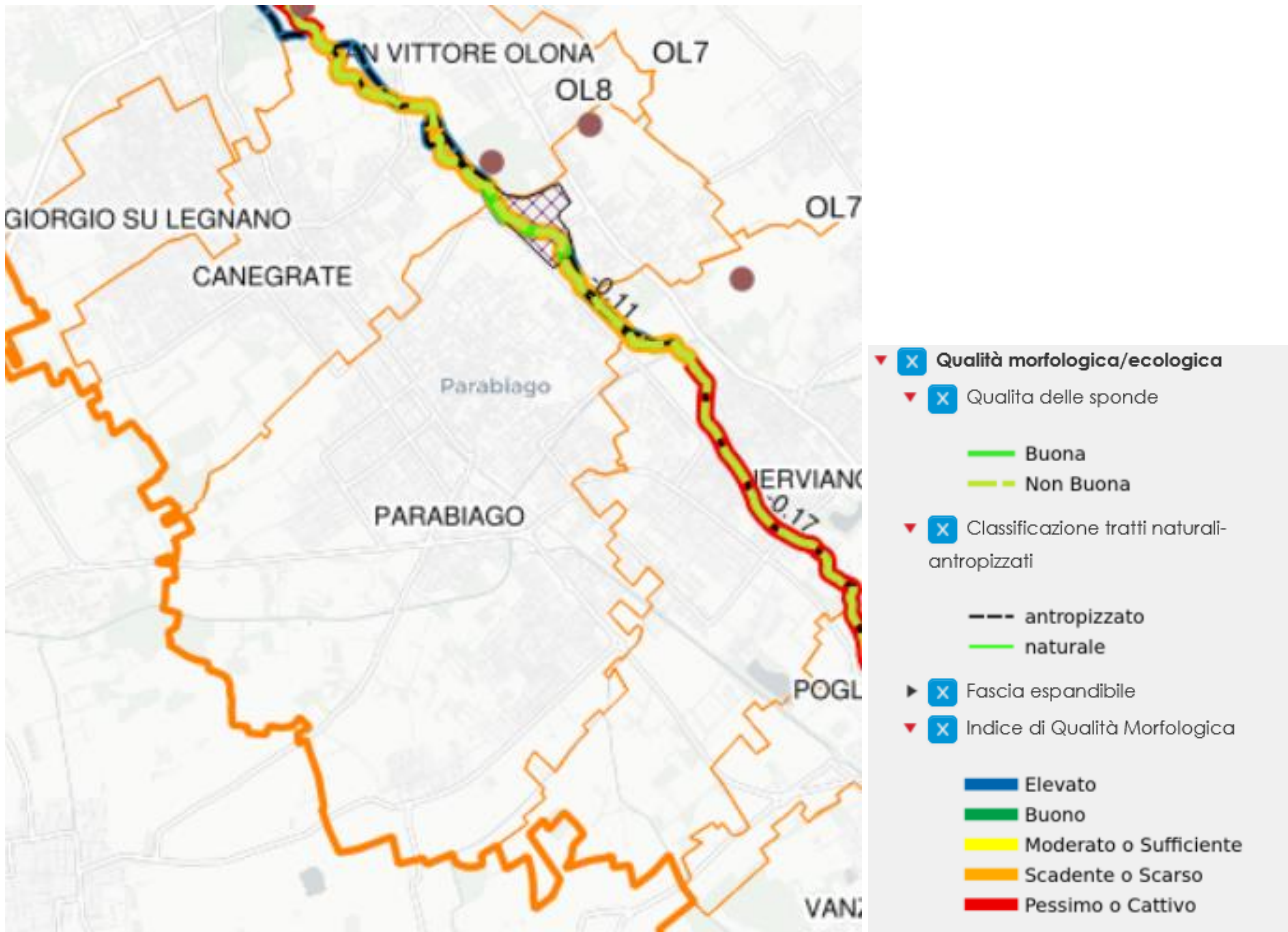 AN VITTORE OLONA
OL7
OL8
OL7
GIORGIO SU LEGNANO
CANEGRATE
-0.11
Parabiago
IERVIANO
-0.17
PARABIAGO
POGL
VANZ
Qualità morfologica/ecologica
Qualita delle sponde
Buona
Non Buona
Classificazione tratti naturali-
antropizzati
antropizzato
naturale
Fascia espandibile
Indice di Qualità Morfologica
Elevato
Buono
Moderato o Sufficiente
Scadente o Scarso
Pessimo o Cattivo